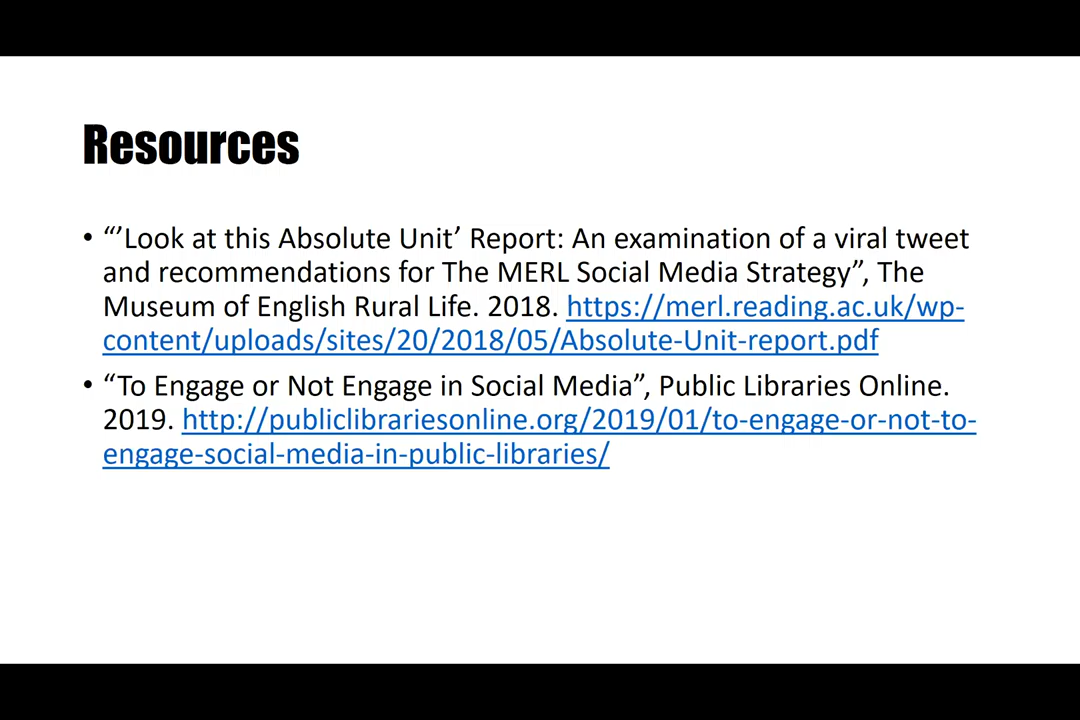 Resources
• “’Look at this Absolute Unit’ Report: An examination of a viral tweet
and recommendations for The MERL Social Media Strategy”, The
Museum of English Rural Life. 2018. https://merl.reading.ac.uk/wp-
content/uploads/sites/20/2018/05/Absolute-Unit-report.pdf
• “To Engage or Not Engage in Social Media”, Public Libraries Online.
2019. http://publiclibrariesonline.org/2019/01/to-engage-or-not-to-
engage-social-media-in-public-libraries/